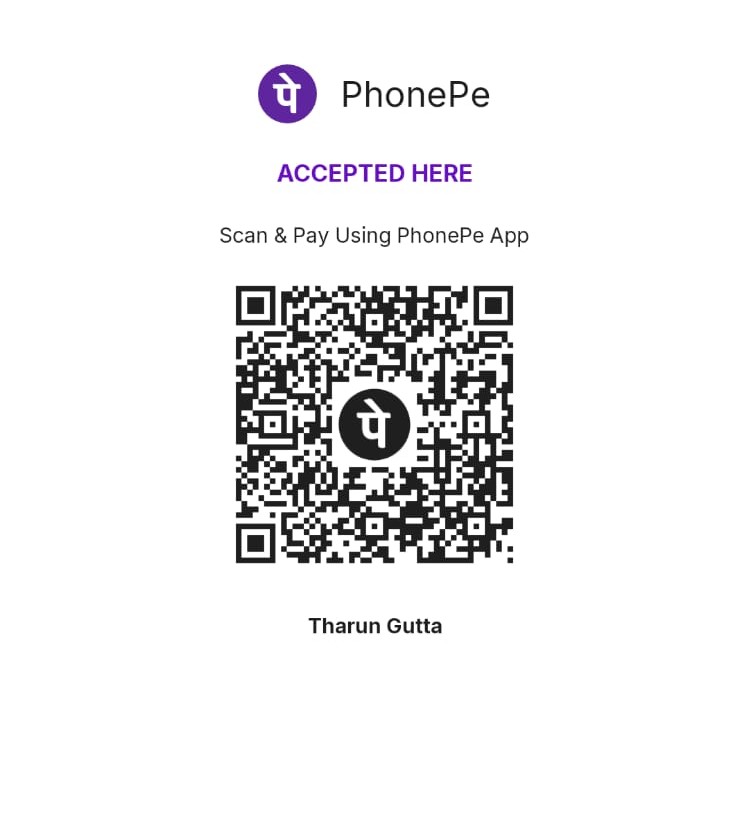 पे PhonePe
ACCEPTED HERE
Scan & Pay Using PhonePe App
पे
Tharun Gutta